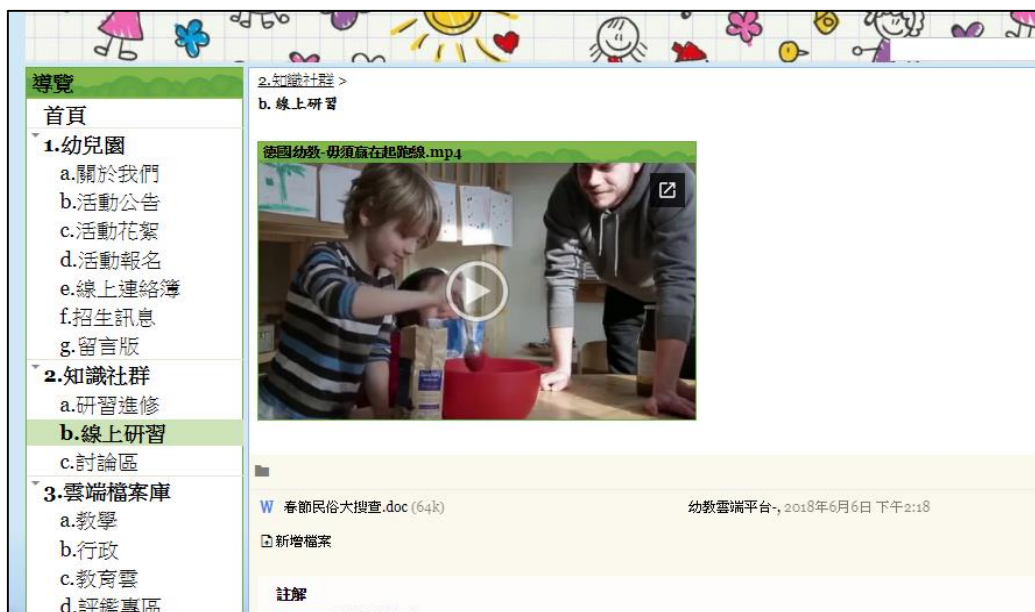 導覽
首頁
1.幼兒園
a.關於我們
b.活動公告
c.活動花絮
d.活動報名
e.線上連絡簿
f.招生訊息
g.留言版
2.知識社群
a.研習進修
b.線上研習
c.討論區
3.雲端檔案庫
a.教學
b.行政
c.教育雲
d.評鑑專區
2.知識社群 >
b. 線上研習
德國幼教-毋須贏在起跑線.mp4
W 春節民俗大搜查.doc (64k) 幼教雲端平台-, 2018年6月6日 下午2:18
新增檔案
註解